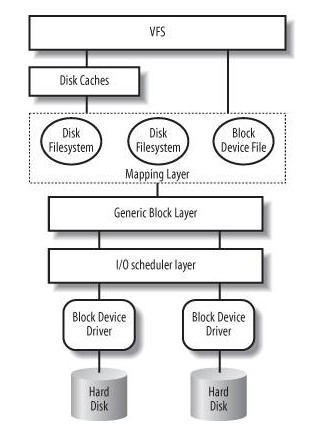 VFS
Disk Caches
Disk
Filesystem
Disk
Filesystem
Block
Device File
Mapping Layer
Generic Block Layer
I/O scheduler layer
Block Device
Driver
Block Device
Driver
Hard
Disk
Hard
Disk